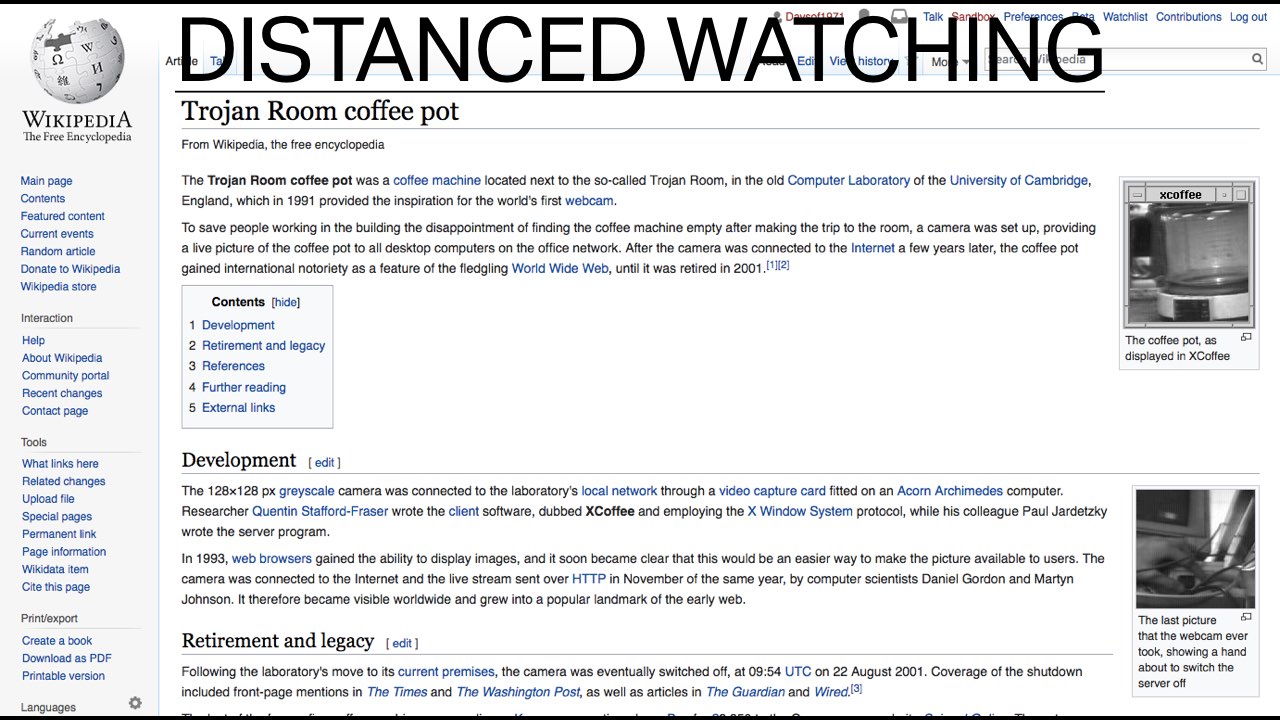 DISTANCED WATCHING
Daysof1971 Talk Sandbox Preferences Beta Watchlist Contributions Log out
Article Talk Read Edit View history More Search Wikipedia
WIKIPEDIA
The Free Encyclopedia
Main page
Contents
Featured content
Current events
Random article
Donate to Wikipedia
Wikipedia store
Interaction
Help
About Wikipedia
Community portal
Recent changes
Contact page
Tools
What links here
Related changes
Upload file
Special pages
Permanent link
Page information
Wikidata item
Cite this page
Print/export
Create a book
Download as PDF
Printable version
Languages
Trojan Room coffee pot
From Wikipedia, the free encyclopedia
The Trojan Room coffee pot was a coffee machine located next to the so-called Trojan Room, in the old Computer Laboratory of the University of Cambridge,
England, which in 1991 provided the inspiration for the world's first webcam.
To save people working in the building the disappointment of finding the coffee machine empty after making the trip to the room, a camera was set up, providing
a live picture of the coffee pot to all desktop computers on the office network. After the camera was connected to the Internet a few years later, the coffee pot
gained international notoriety as a feature of the fledgling World Wide Web, until it was retired in 2001.[1][2]
xcoffee
The coffee pot, as
displayed in XCoffee
Contents [hide]
1 Development
2 Retirement and legacy
3 References
4 Further reading
5 External links
Development [ edit ]
The 128×128 px greyscale camera was connected to the laboratory's local network through a video capture card fitted on an Acorn Archimedes computer.
Researcher Quentin Stafford-Fraser wrote the client software, dubbed XCoffee and employing the X Window System protocol, while his colleague Paul Jardetzky
wrote the server program.
In 1993, web browsers gained the ability to display images, and it soon became clear that this would be an easier way to make the picture available to users. The
camera was connected to the Internet and the live stream sent over HTTP in November of the same year, by computer scientists Daniel Gordon and Martyn
Johnson. It therefore became visible worldwide and grew into a popular landmark of the early web.
The last picture
that the webcam ever
took, showing a hand
about to switch the
server off
Retirement and legacy [ edit ]
Following the laboratory's move to its current premises, the camera was eventually switched off, at 09:54 UTC on 22 August 2001. Coverage of the shutdown
included front-page mentions in The Times and The Washington Post, as well as articles in The Guardian and Wired.[3]